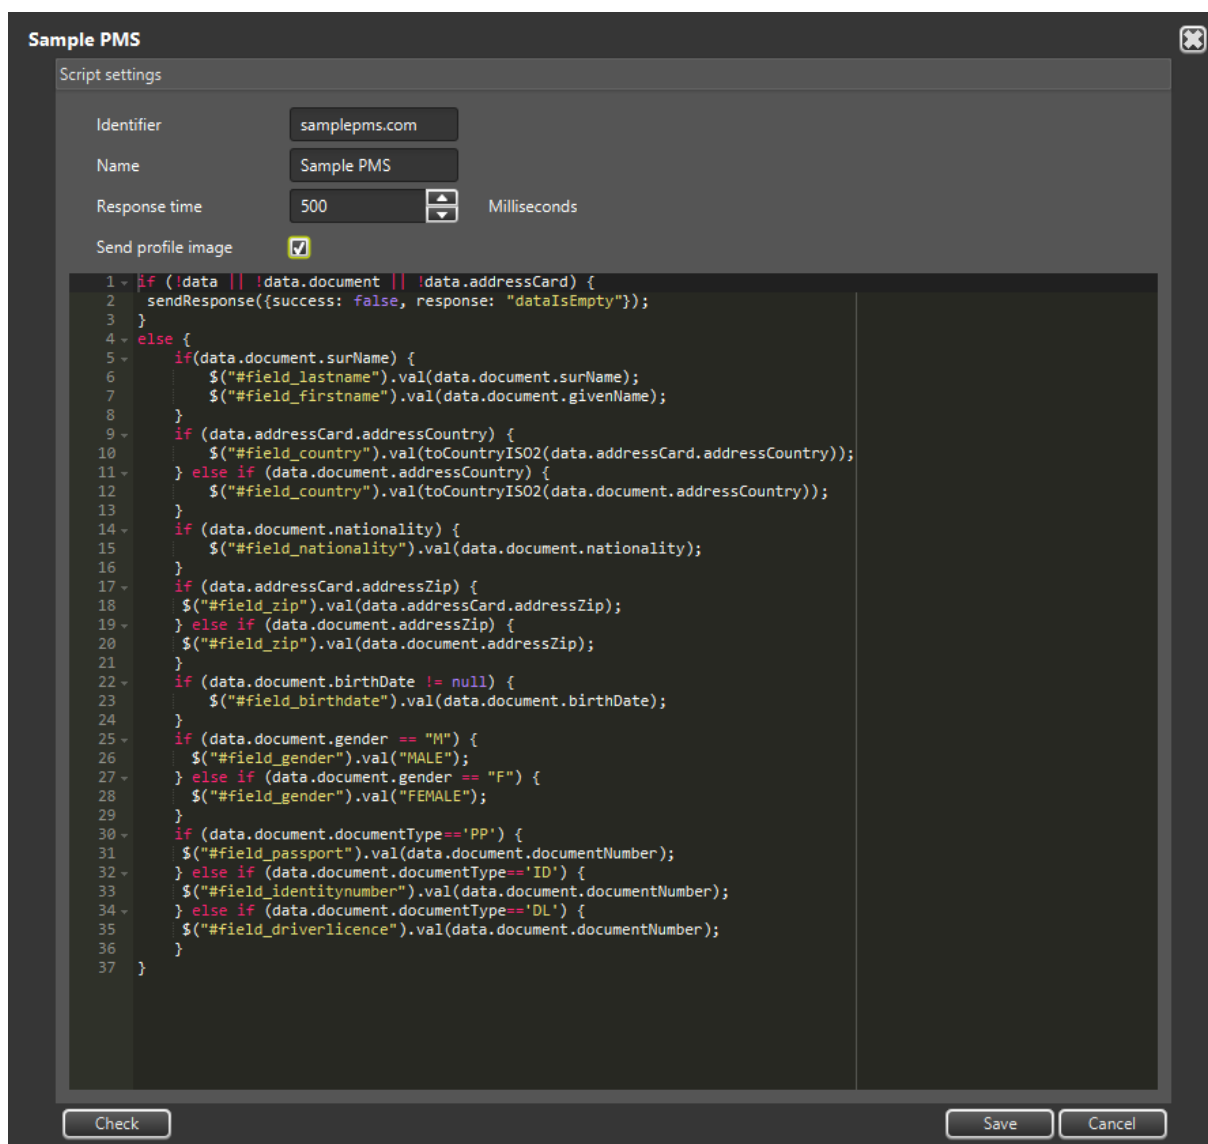 Sample PMS
Script settings
Identifier samplepms.com
Name Sample PMS
Response time 500 Milliseconds
Send profile image
1 if (!data || !data.document || !data.addressCard) {
2 sendResponse({success: false, response: "dataIsEmpty"});
3 }
4 else {
5 if(data.document.surName) {
6 $("#field_lastname").val(data.document.surName);
7 $("#field_firstname").val(data.document.givenName);
8 }
9 if (data.addressCard.addressCountry) {
10 $("#field_country").val(toCountryISO2(data.addressCard.addressCountry));
11 } else if (data.document.addressCountry) {
12 $("#field_country").val(toCountryISO2(data.document.addressCountry));
13 }
14 if (data.document.nationality) {
15 $("#field_nationality").val(data.document.nationality);
16 }
17 if (data.addressCard.addressZip) {
18 $("#field_zip").val(data.addressCard.addressZip);
19 } else if (data.document.addressZip) {
20 $("#field_zip").val(data.document.addressZip);
21 }
22 if (data.document.birthDate != null) {
23 $("#field_birthdate").val(data.document.birthDate);
24 }
25 if (data.document.gender == "M") {
26 $("#field_gender").val("MALE");
27 } else if (data.document.gender == "F") {
28 $("#field_gender").val("FEMALE");
29 }
30 if (data.document.documentType=='PP') {
31 $("#field_passport").val(data.document.documentNumber);
32 } else if (data.document.documentType=='ID') {
33 $("#field_identitynumber").val(data.document.documentNumber);
34 } else if (data.document.documentType=='DL') {
35 $("#field_driverlicence").val(data.document.documentNumber);
36 }
37 }
Check Save Cancel